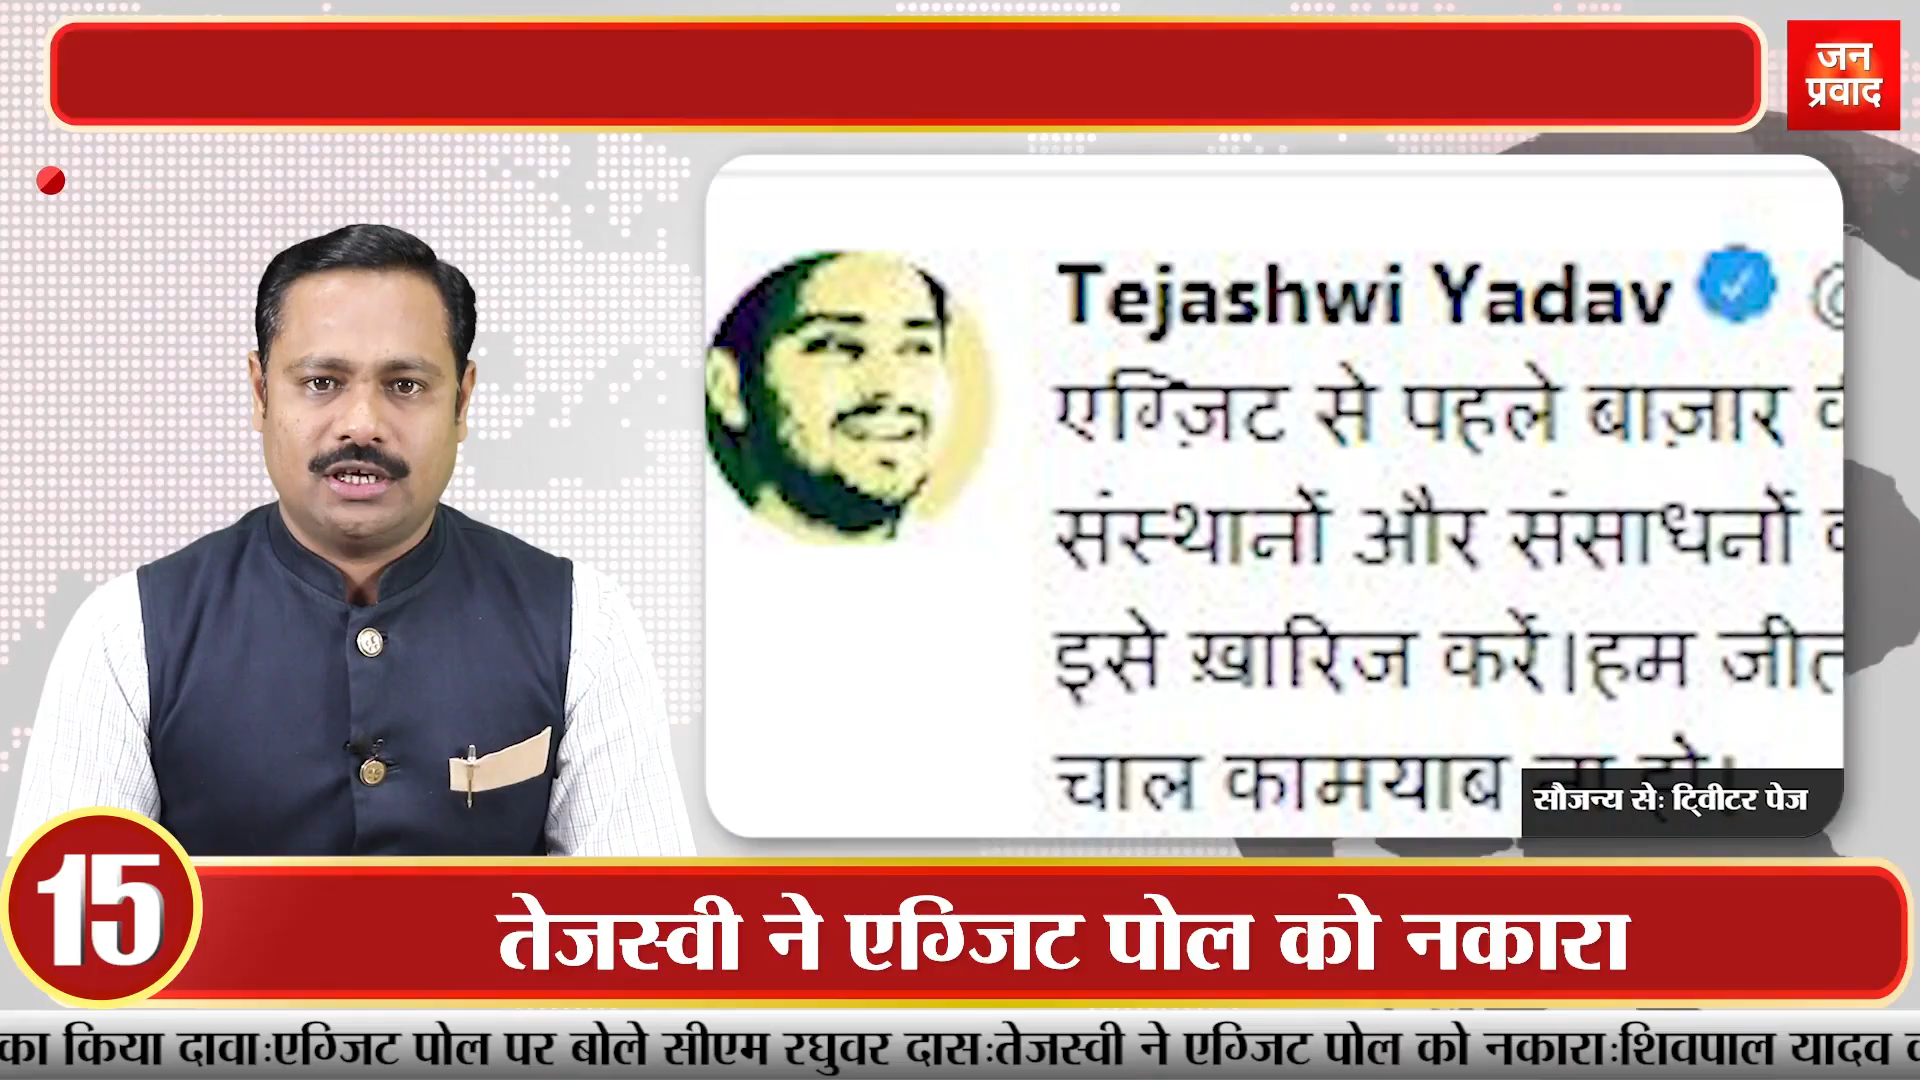 जन
प्रवाद
Tejashwi Yadav
एग्ज़िट से पहले बाज़ार
संस्थानों और संसाधनों
इसे ख़ारिज करें।हम जीत
चाल कामयाब ना हो।
सौजन्य से: ट्विीटर पेज
15
तेजस्वी ने एग्जिट पोल को नकारा
का किया दावाःएग्जिट पोल पर बोले सीएम रघुवर दासःतेजस्वी ने एग्जिट पोल को नकाराःशिवपाल यादव